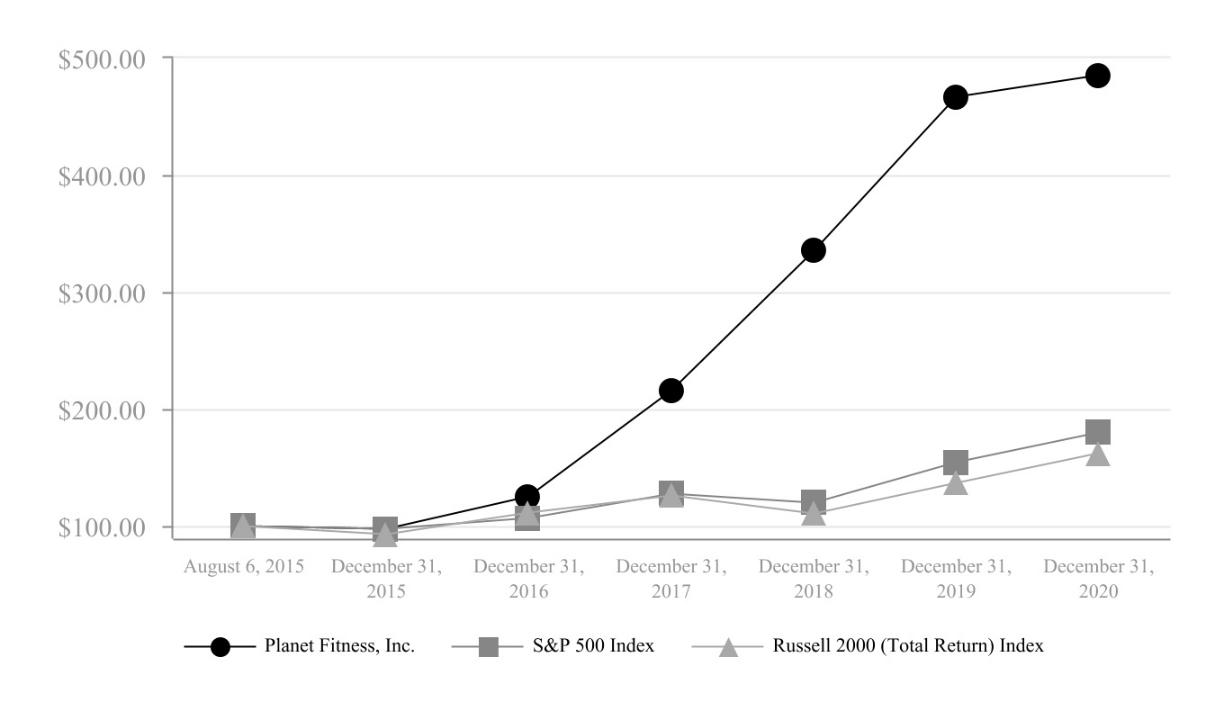 $500.00
$400.00
$300.00
$200.00
$100.00
August 6, 2015
December 31,
2015
December 31,
2016
December 31,
2017
December 31,
2018
December 31,
2019
December 31,
2020
Planet Fitness, Inc.
S&P 500 Index
Russell 2000 (Total Return) Index